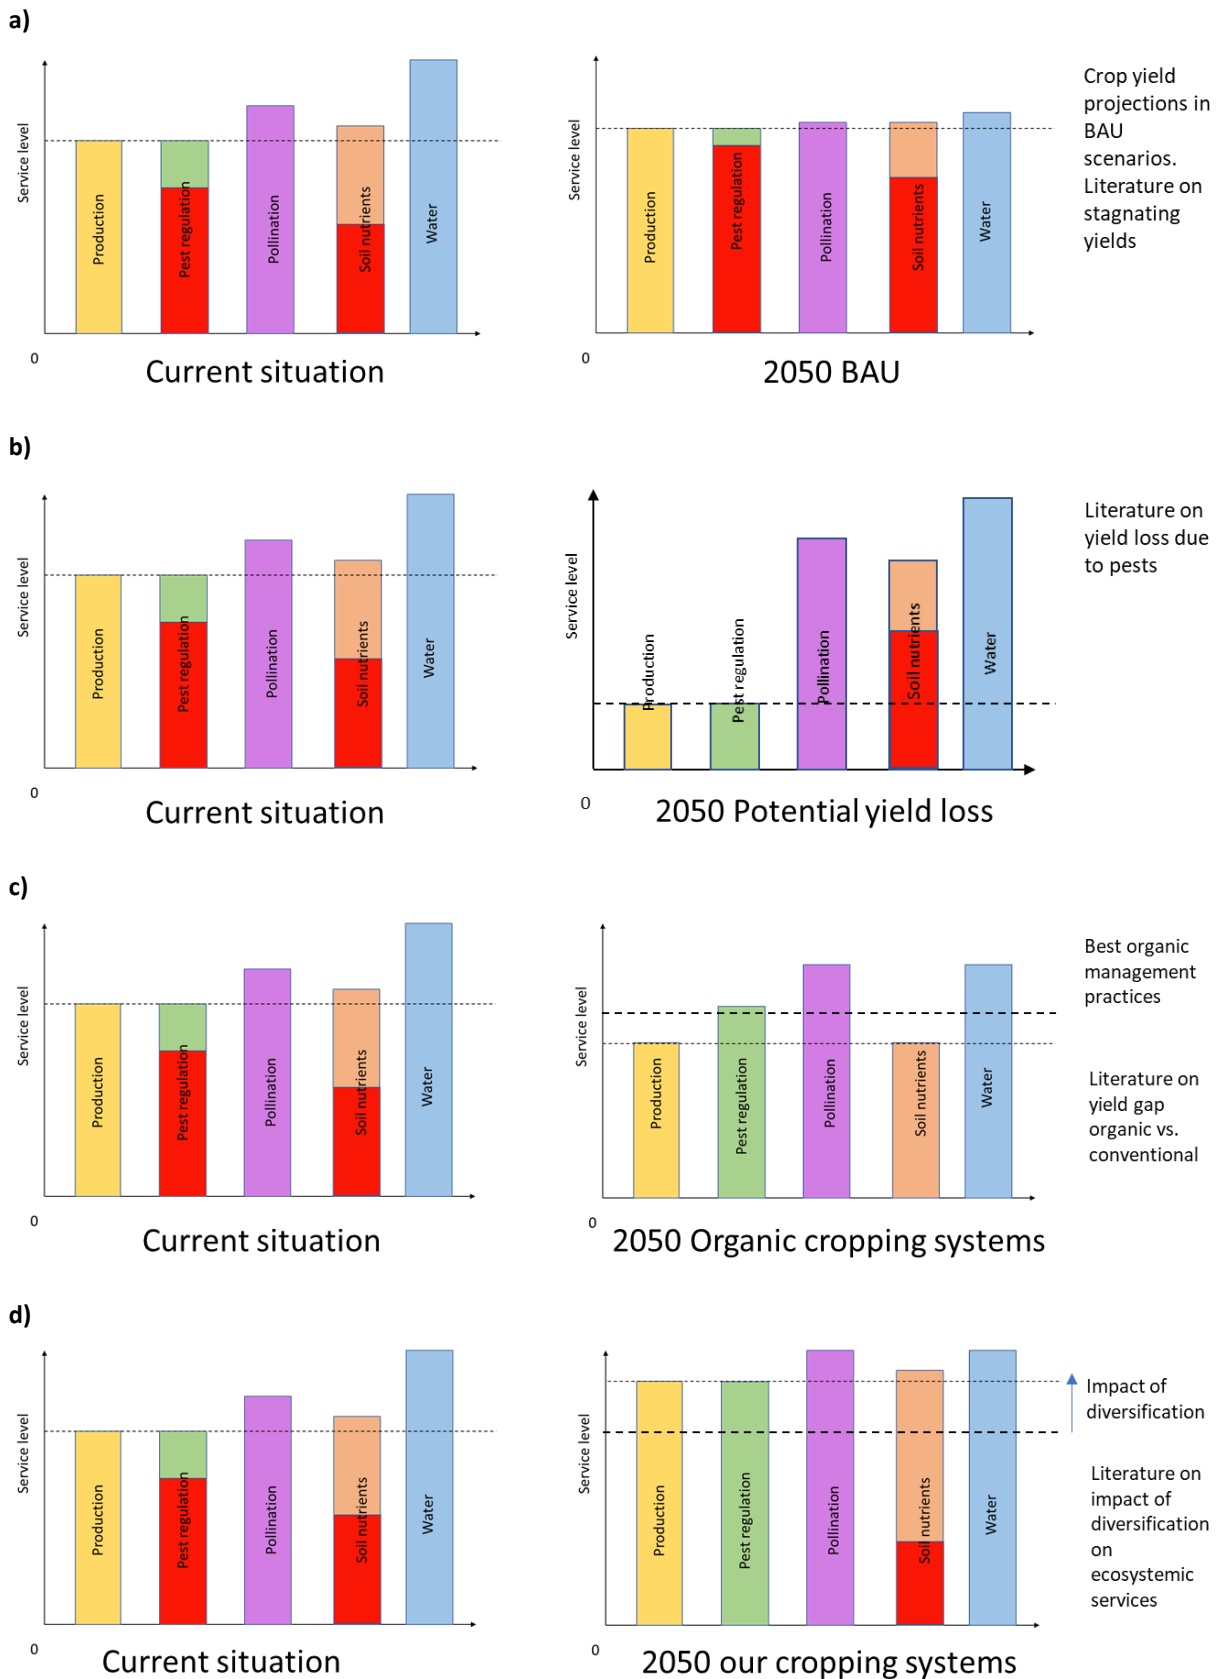 a)
Service level
Production
Pest regulation
Pollination
Soil nutrients
Water
0
Current situation
Service level
Production
Pest regulation
Pollination
Soil nutrients
Water
0
2050 BAU
Crop yield
projections in
BAU
scenarios.
Literature on
stagnating
yields
b)
Service level
Production
Pest regulation
Pollination
Soil nutrients
Water
0
Current situation
Service level
Production
Pest regulation
Pollination
Soil nutrients
Water
0
2050 Potential yield loss
Literature on
yield loss due
to pests
c)
Service level
Production
Pest regulation
Pollination
Soil nutrients
Water
0
Current situation
Service level
Production
Pest regulation
Pollination
Soil nutrients
Water
0
2050 Organic cropping systems
Best organic
management
practices
Literature on
yield gap
organic vs.
conventional
d)
Service level
Production
Pest regulation
Pollination
Soil nutrients
Water
0
Current situation
Service level
Production
Pest regulation
Pollination
Soil nutrients
Water
0
2050 our cropping systems
Impact of
diversification
Literature on
impact of
diversification
on
ecosystemic
services